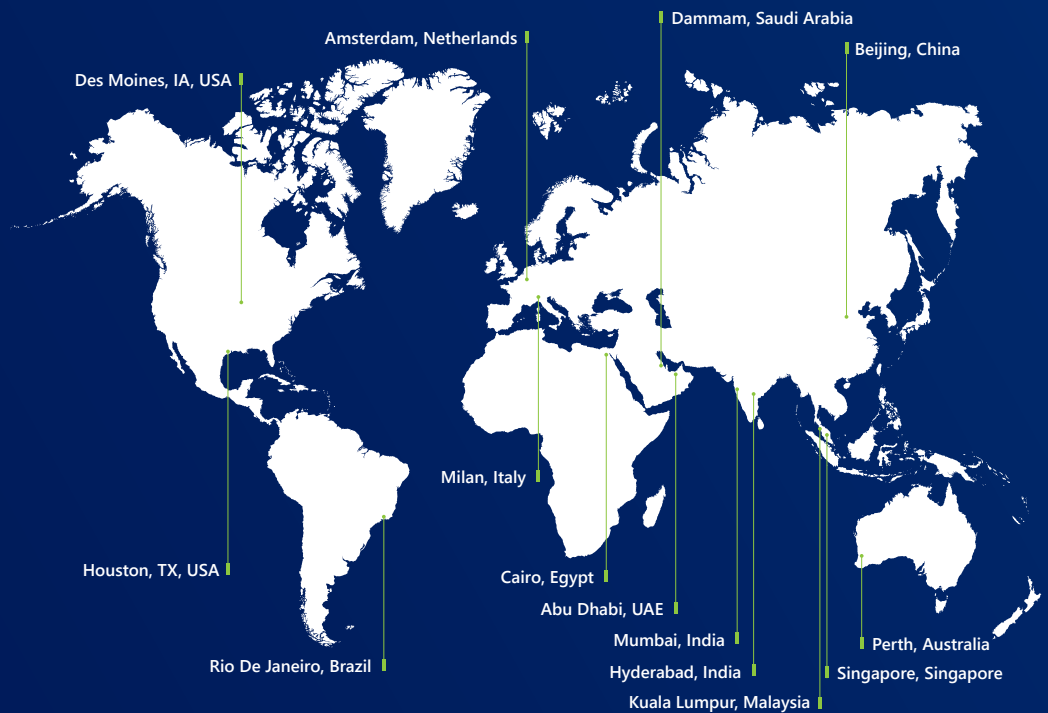 Dammam, Saudi Arabia
Amsterdam, Netherlands
Beijing, China
Des Moines, IA, USA
Milan, Italy
Houston, TX, USA
Cairo, Egypt
Abu Dhabi, UAE
Mumbai, India
Perth, Australia
Rio De Janeiro, Brazil
Hyderabad, India
Singapore, Singapore
Kuala Lumpur, Malaysia